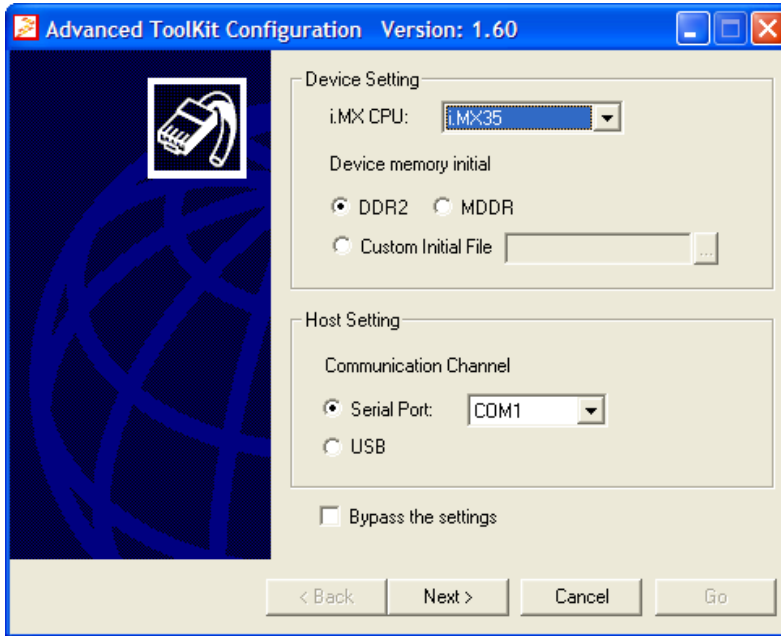 Advanced ToolKit Configuration Version: 1.60
Device Setting
i.MX CPU: i.MX35
Device memory initial
DDR2 MDDR
Custom Initial File ...
Host Setting
Communication Channel
Serial Port: COM1
USB
Bypass the settings
< Back Next > Cancel Go